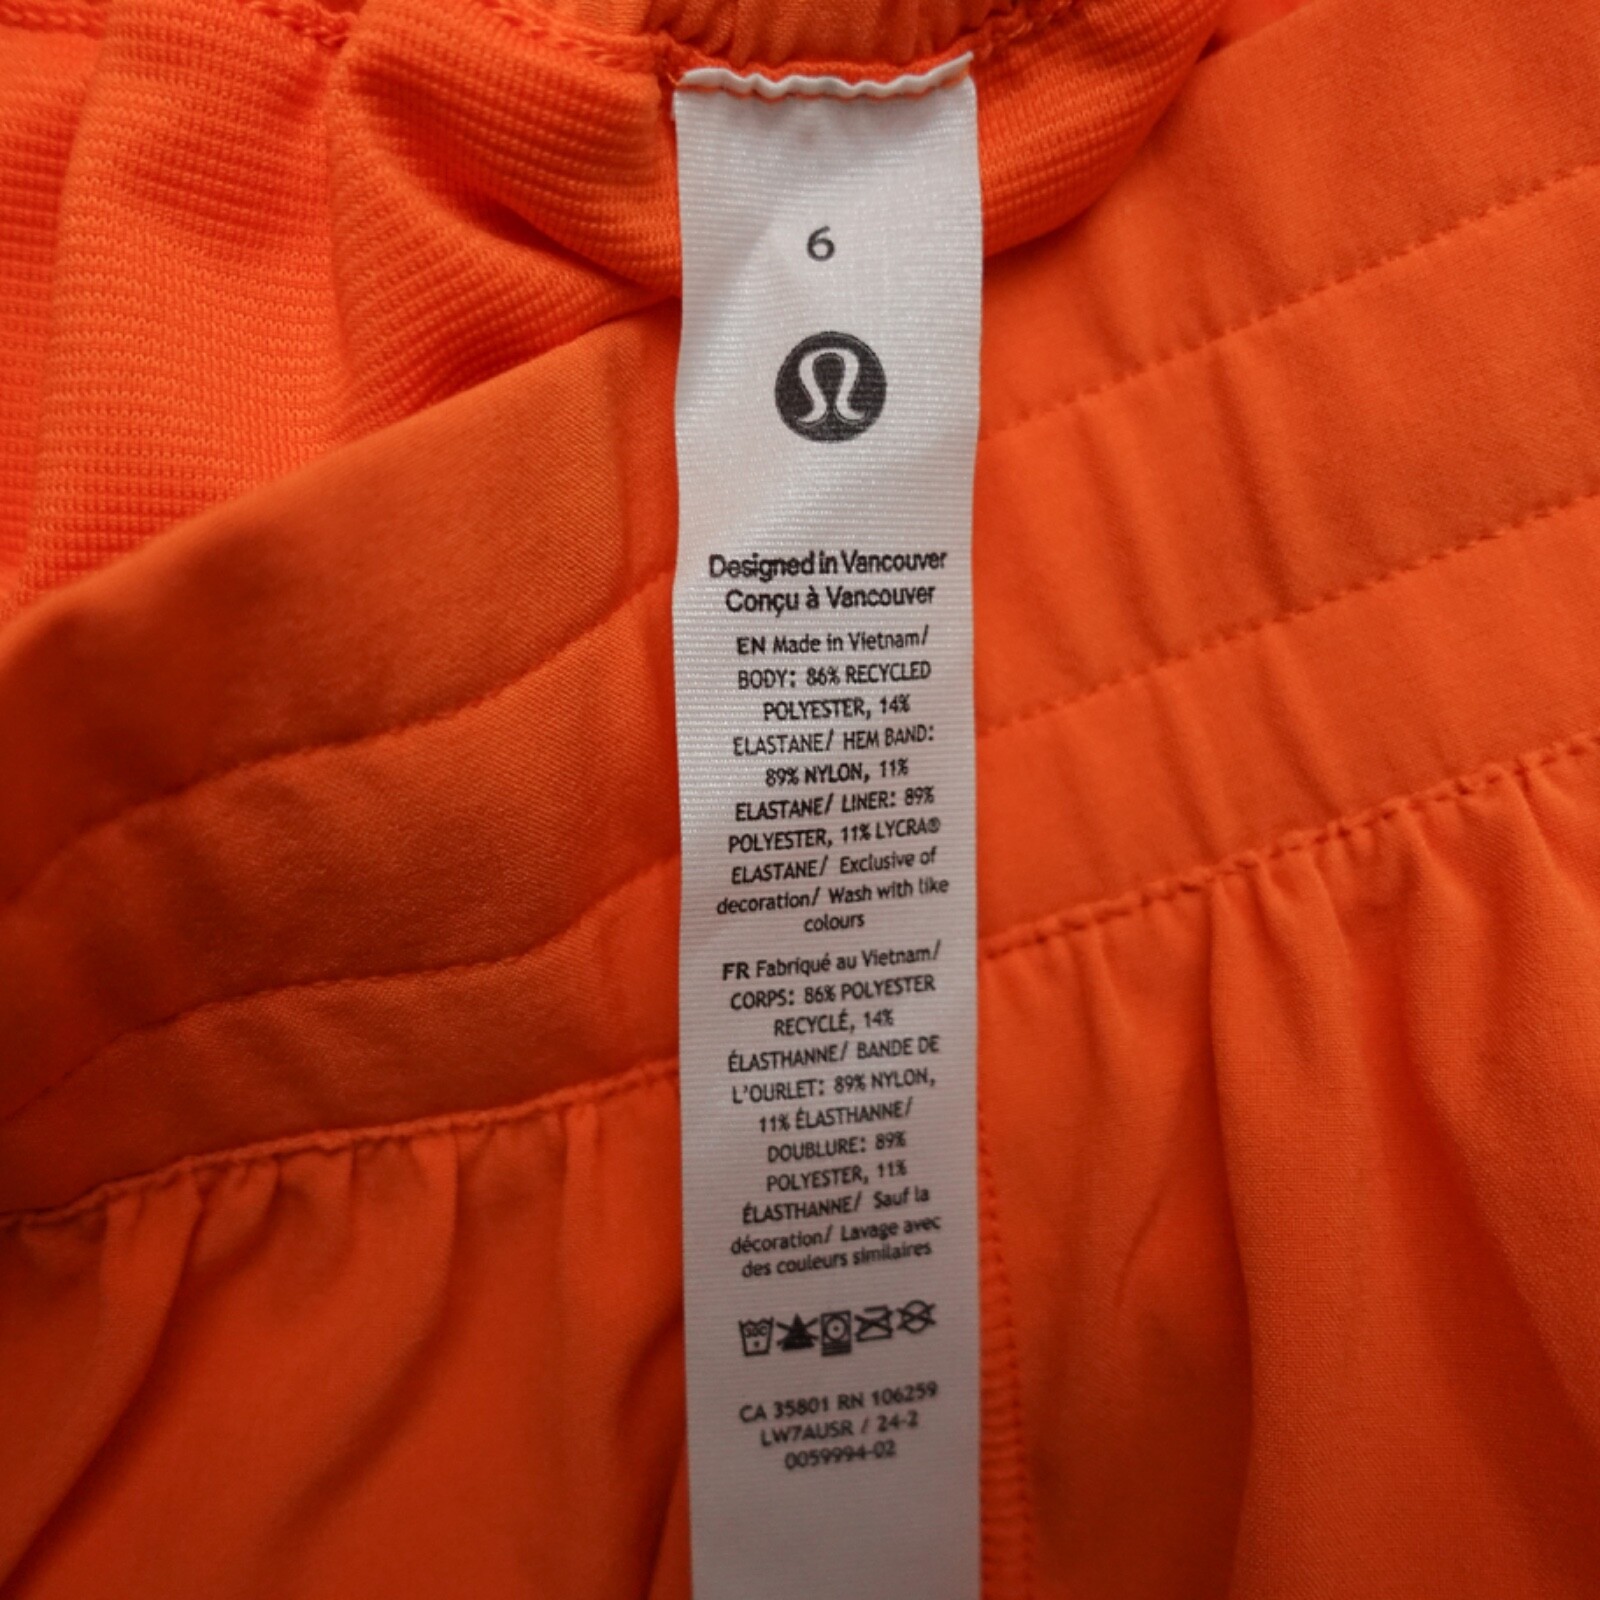 6
Designed in Vancouver
Conçu à Vancouver
EN Made in Vietnam/
BODY: 86% RECYCLED
POLYESTER, 14%
ELASTANE/ HEM BAND:
89% NYLON, 11%
ELASTANE/ LINER: 89%
POLYESTER, 11% LYCRA®
ELASTANE/ Exclusive of
decoration/ Wash with like
colours
FR Fabriqué au Vietnam/
CORPS: 86% POLYESTER
RECYCLÉ, 14%
ÉLASTHANNE/ BANDE DE
L'OURLET: 89% NYLON,
11% ÉLASTHANNE/
DOUBLURE: 89%
POLYESTER, 11%
ÉLASTHANNE/ Sauf la
décoration/ Lavage avec
des couleurs similaires
CA 35801 RN 106259
LW7AUSR / 24-2
0059994-02